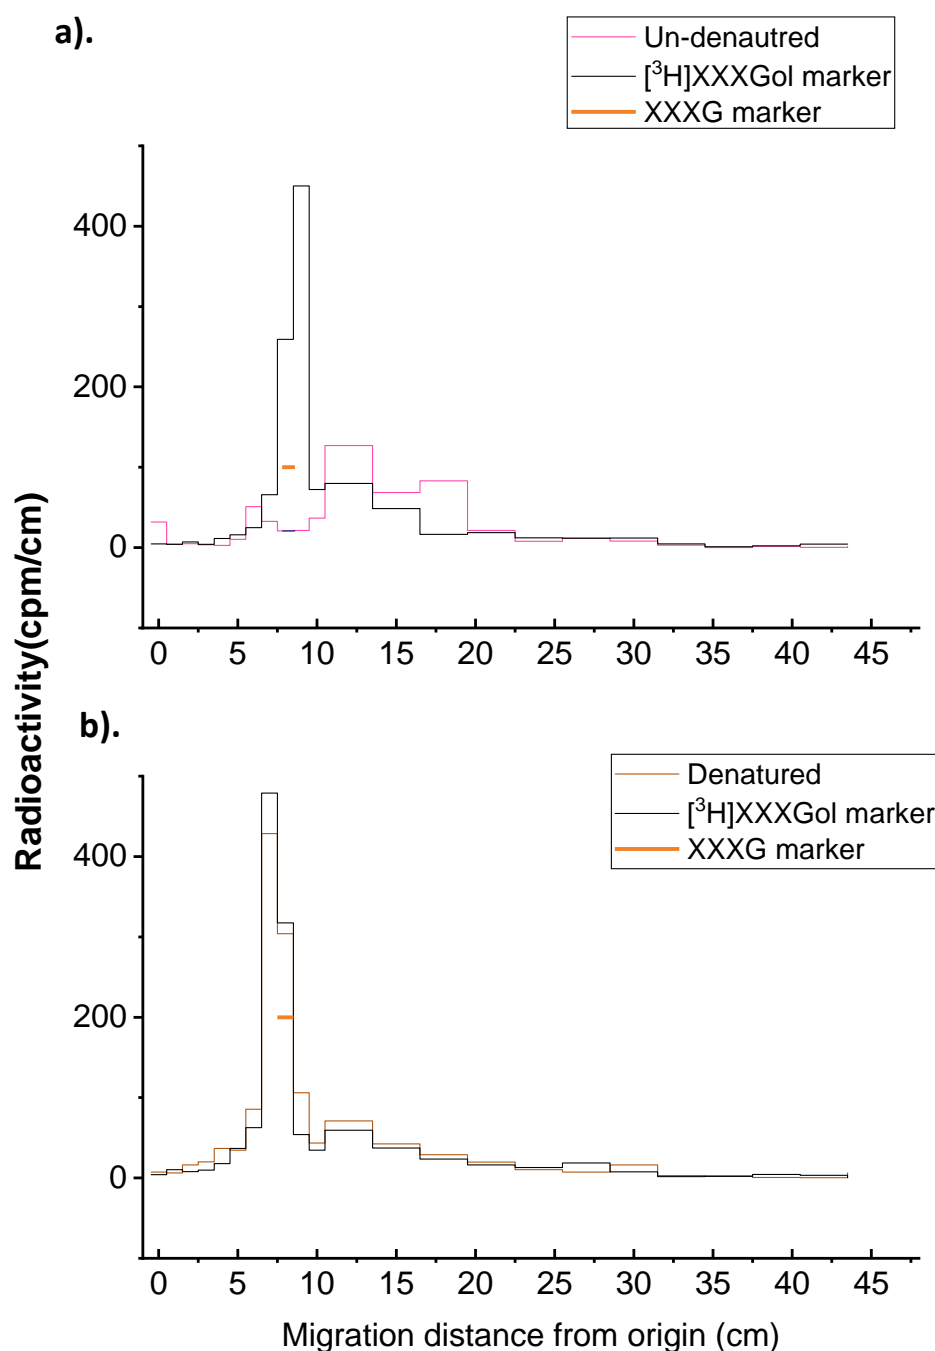 a).
Un-denautred
[³H]XXXGol marker
XXXG marker
400
200
0
0 5 10 15 20 25 30 35 40 45
Radioactivity(cpm/cm)
b).
Denatured
[³H]XXXGol marker
XXXG marker
400
200
0
0 5 10 15 20 25 30 35 40 45
Migration distance from origin (cm)